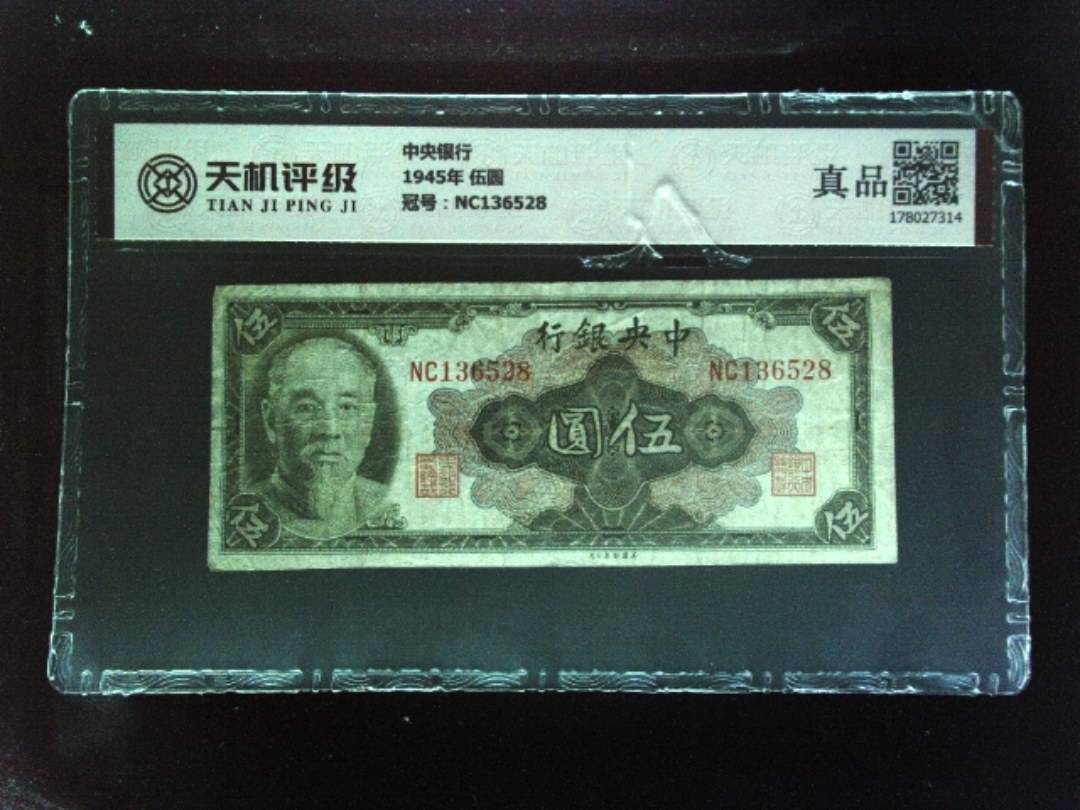 天机评级
TIAN JI PING JI
中央银行
1945年 伍圆
冠号：NC136528
真品
178027314
伍
伍
行銀央中
NC136528
NC136528
圓伍
伍
伍